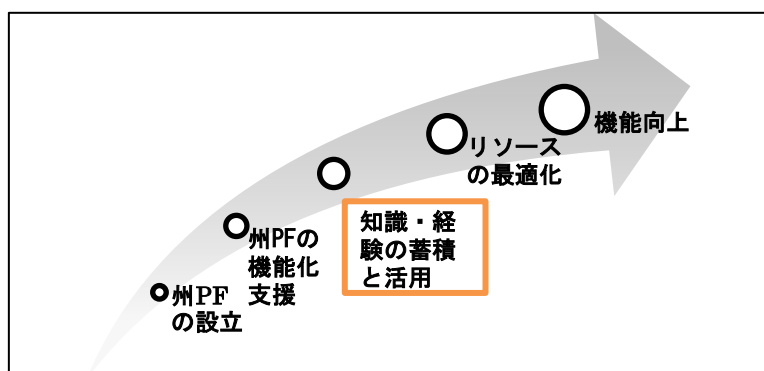 州PF
の設立
州PFの
機能化
支援
知識・経
験の蓄積
と活用
リソース
の最適化
機能向上